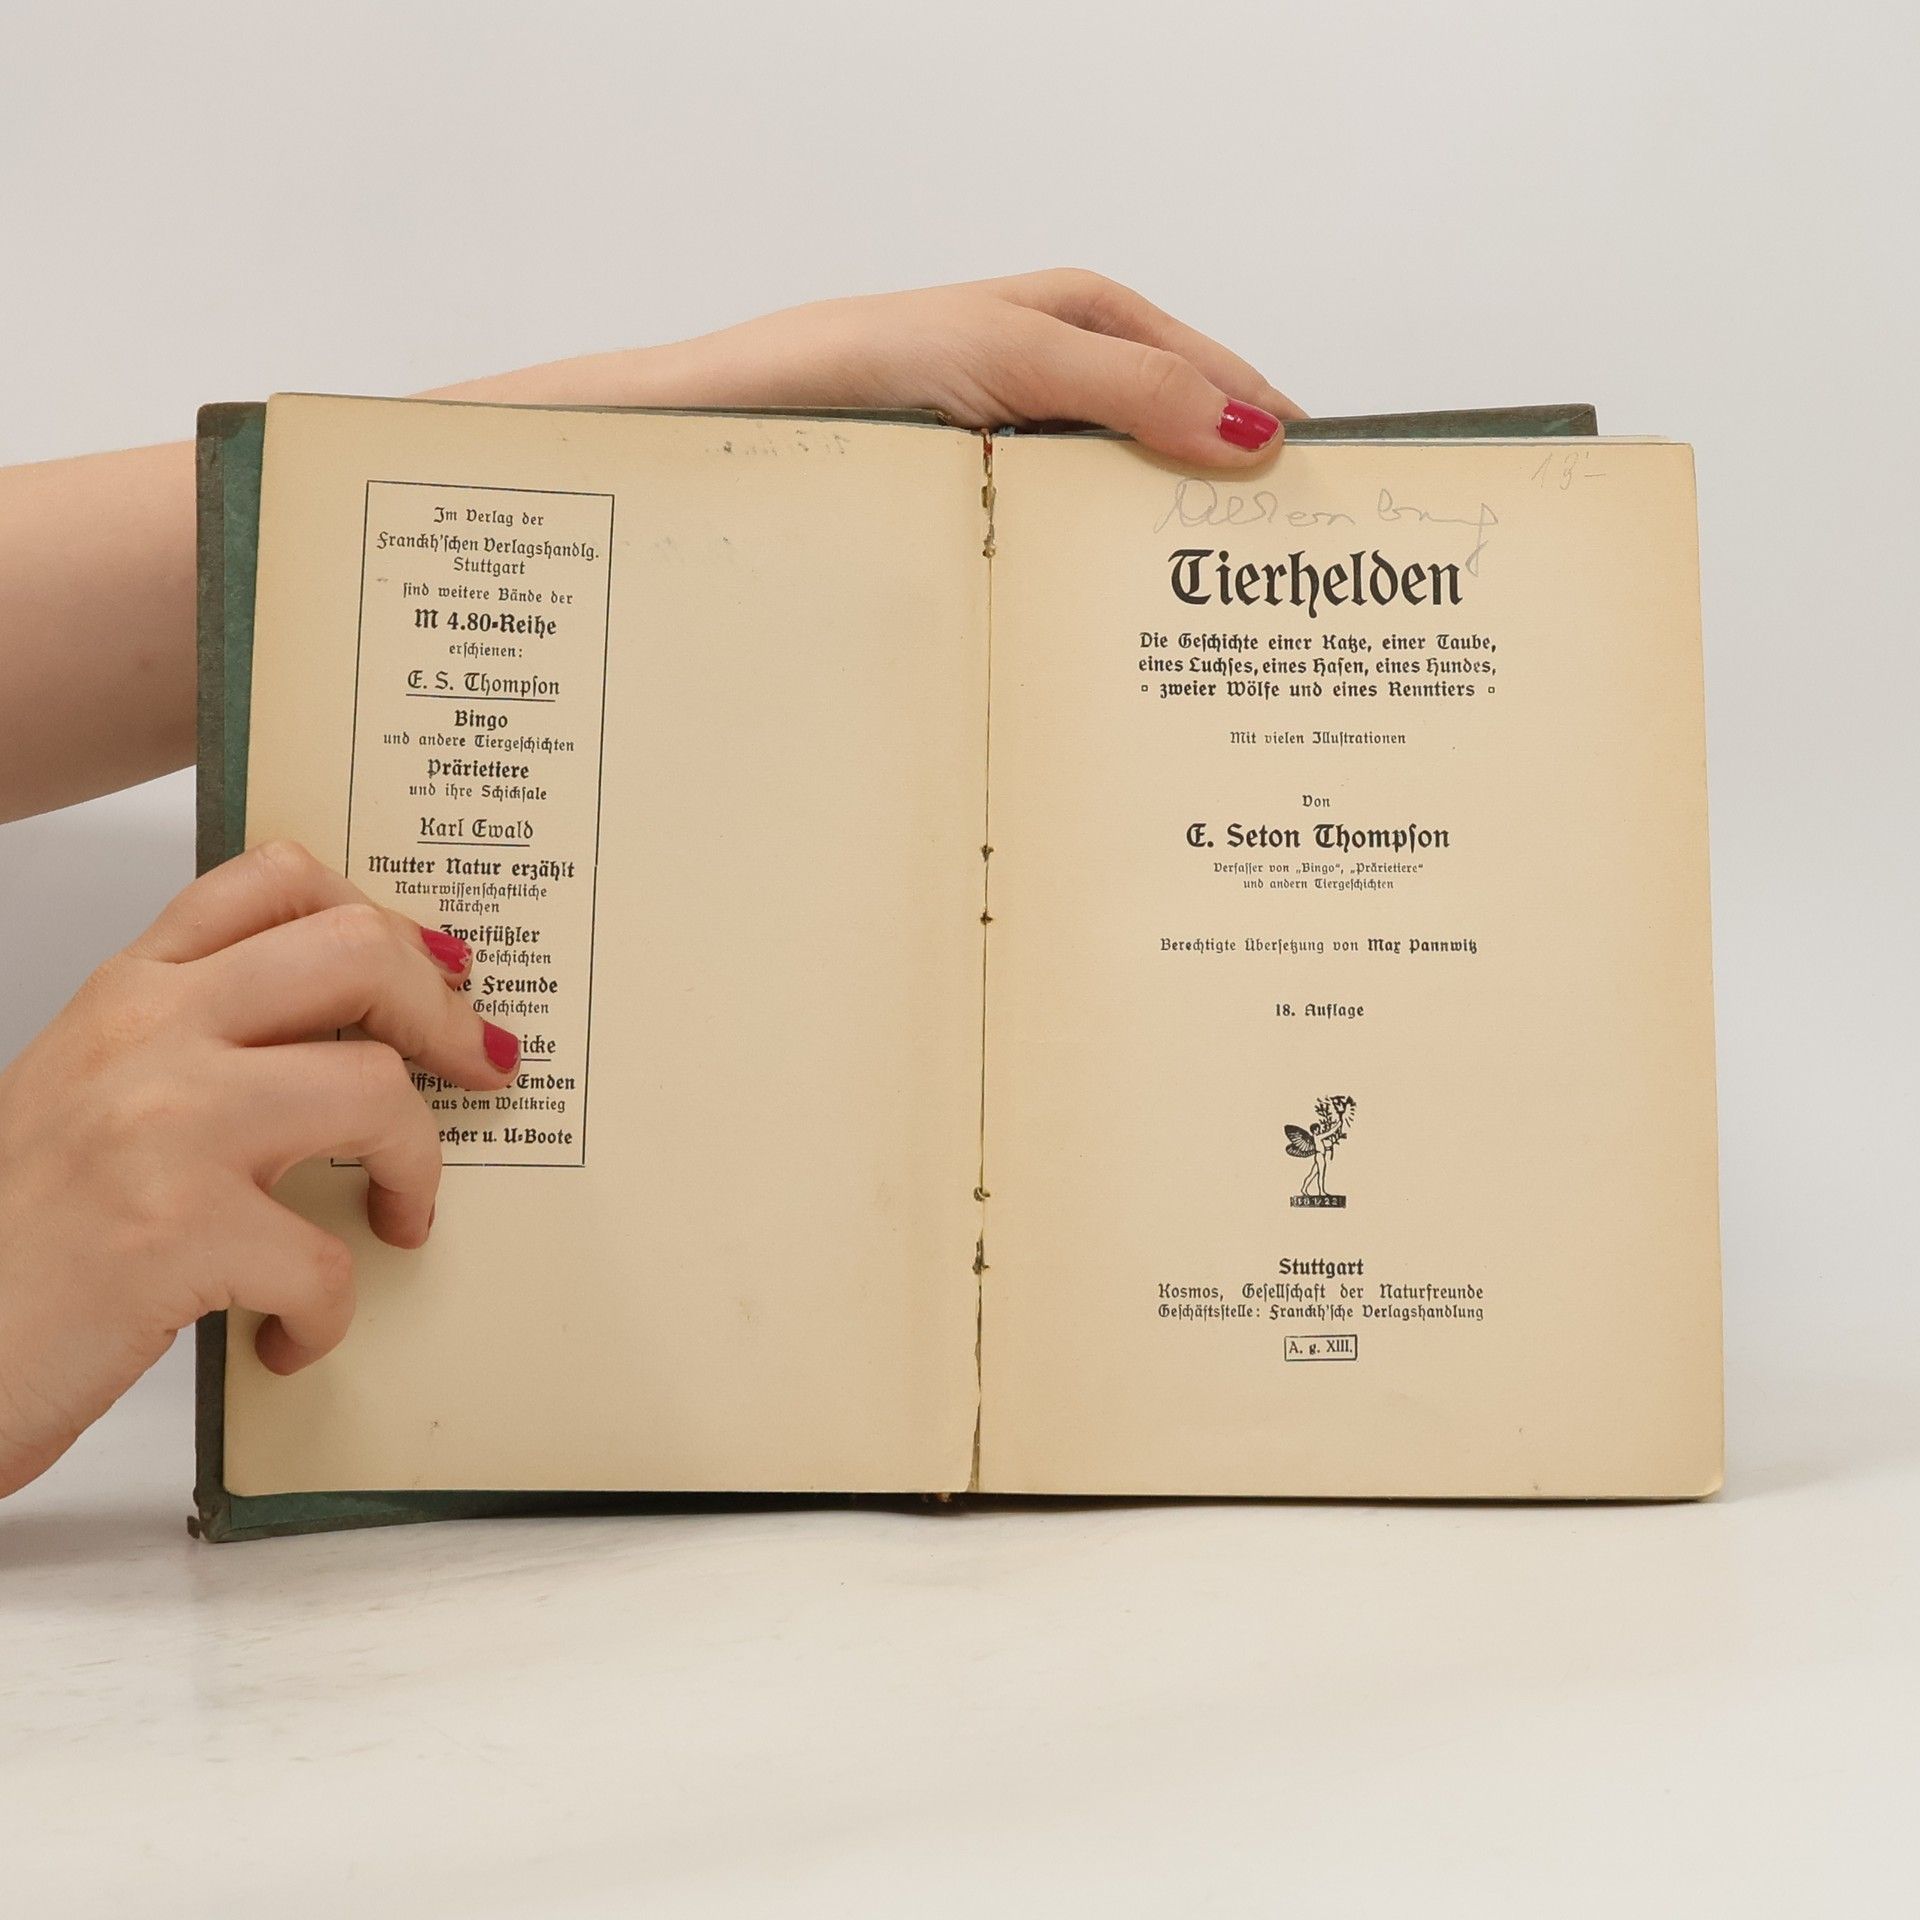 Im Verlag der
Franckh'schen Verlagshandlg.
Stuttgart
sind weitere Bände der
M 4.80-Reihe
erschienen:
E. S. Thompson
Bingo
und andere Tiergeschichten
Prärietiere
und ihre Schicksale
Karl Ewald
Mutter Natur erzählt
Naturwissenschaftliche
Märchen
Zweifüßler
Geschichten
Freunde
Geschichten
Emden
aus dem Weltkrieg
u. U-Boote
Tierhelden
Die Geschichte einer Katze, einer Taube,
eines Luchses, eines Hasen, eines Hundes,
zweier Wölfe und eines Renntiers
Mit vielen Illustrationen
Von
E. Seton Thompson
Verfasser von „Bingo“, „Prärietiere“
und andern Tiergeschichten
Berechtigte Übersetzung von Max Pannwitz
18. Auflage
1822
Stuttgart
Kosmos, Gesellschaft der Naturfreunde
Geschäftsstelle: Franckh'sche Verlagshandlung
A. g. XIII.